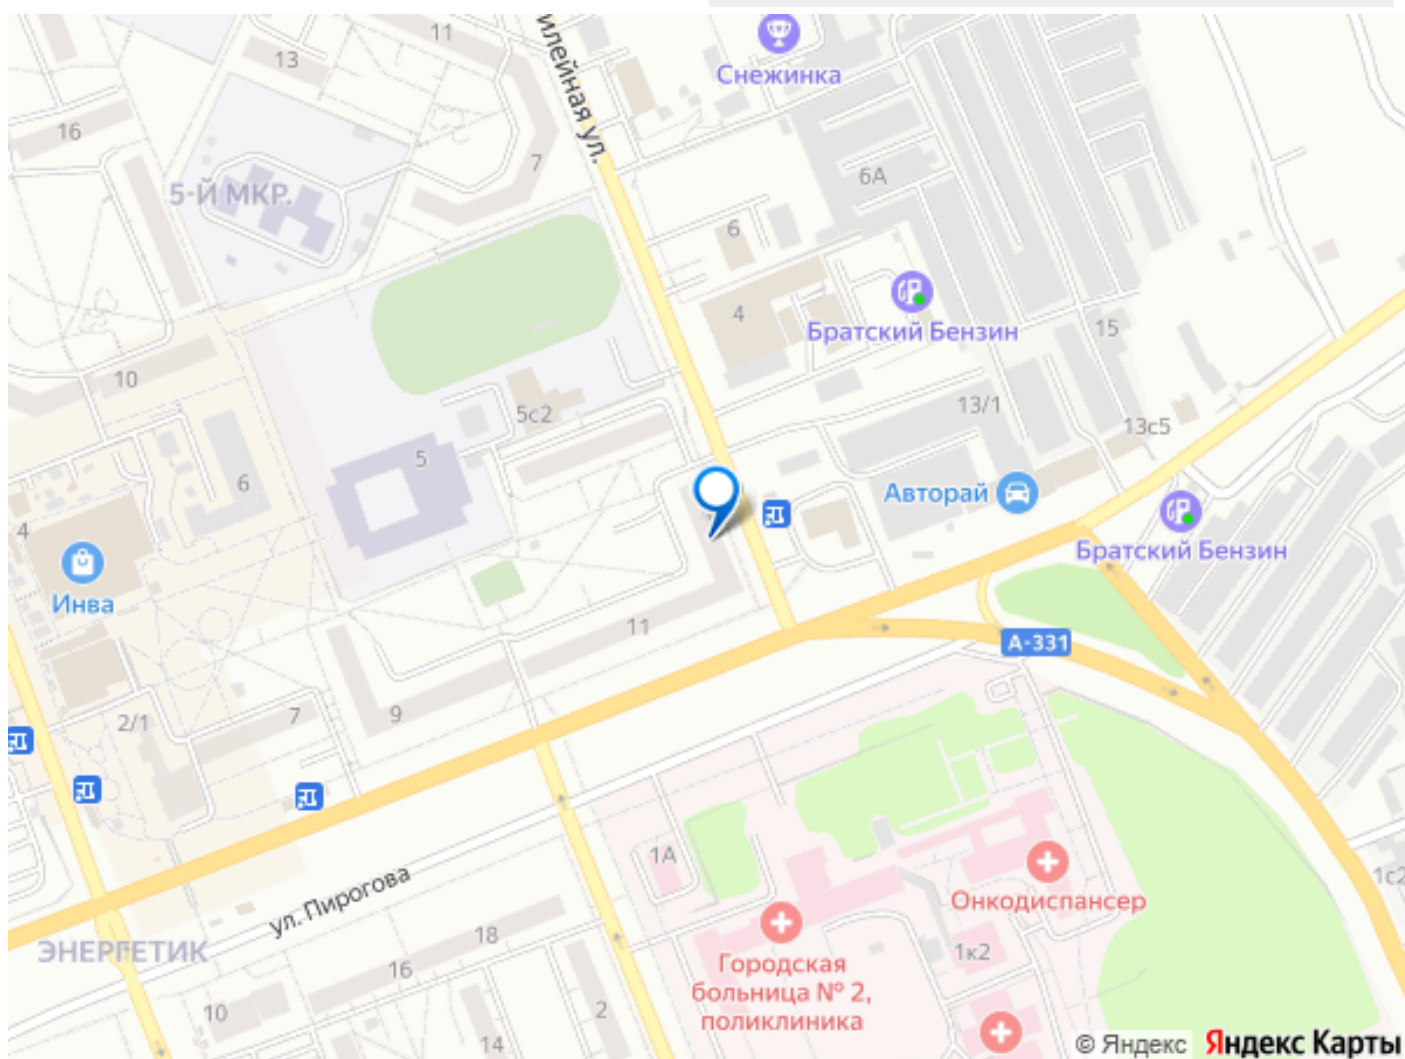 11
13
илейная ул.
Снежинка
16
7
6А
5-Й МКР.
6
4
Братский Бензин
15
10
5с2
13/1
13с5
5
6
Авторай
4
Братский Бензин
Инва
11
А-331
9
7
2/1
1А
ул. Пирогова
Онкодиспансер
1с2
18
ЭНЕРГЕТИК
16
1к2
Городская
больница № 2,
поликлиника
10
2
14
© Яндекс Яндекс Карты